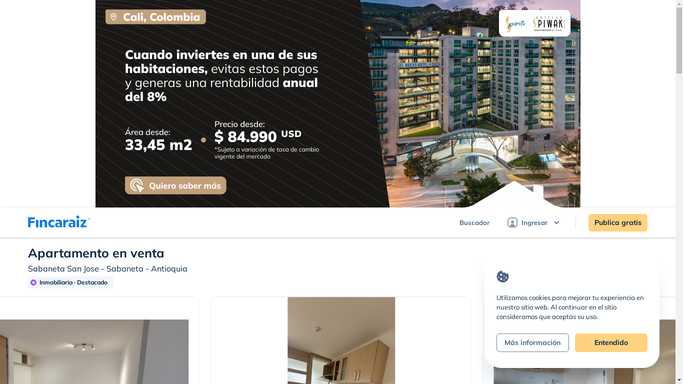 Cali, Colombia
Cuando inviertes en una de sus
habitaciones, evitas estos pagos
y generas una rentabilidad anual
del 8%
Área desde:
33,45 m2
Precio desde:
$ 84.990 USD
*Sujeto a variación de tasa de cambio
vigente del mercado
Quiero saber más
PIWAK
Fincaraiz
Buscador
Ingresar
Publica gratis
Apartamento en venta
Sabaneta San Jose - Sabaneta - Antioquia
Inmobiliaria · Destacado
Utilizamos cookies para mejorar tu experiencia en
nuestro sitio web. Al continuar en el sitio
consideramos que aceptas su uso.
Más información
Entendido